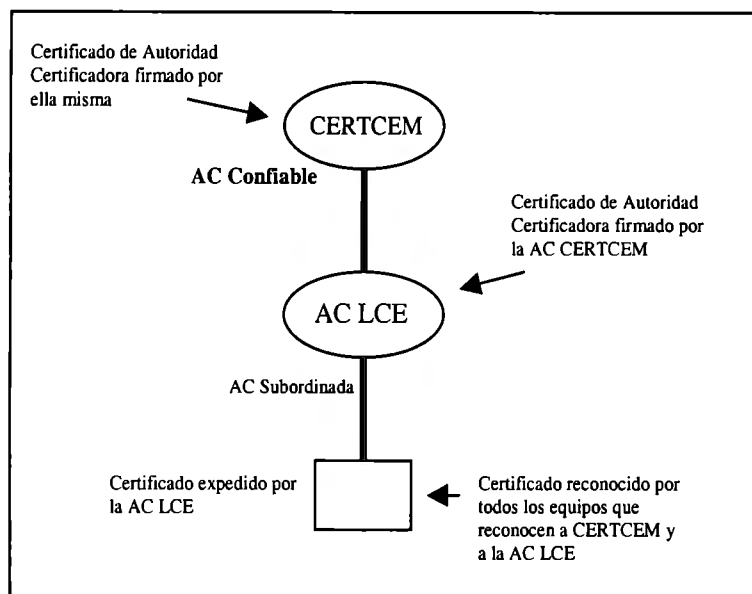 Certificado de Autoridad
Certificadora firmado por
ella misma
CERTCEM
AC Confiable
Certificado de Autoridad
Certificadora firmado por
la AC CERTCEM
AC LCE
AC Subordinada
Certificado expedido por
la AC LCE
Certificado reconocido por
todos los equipos que
reconocen a CERTCEM y
a la AC LCE